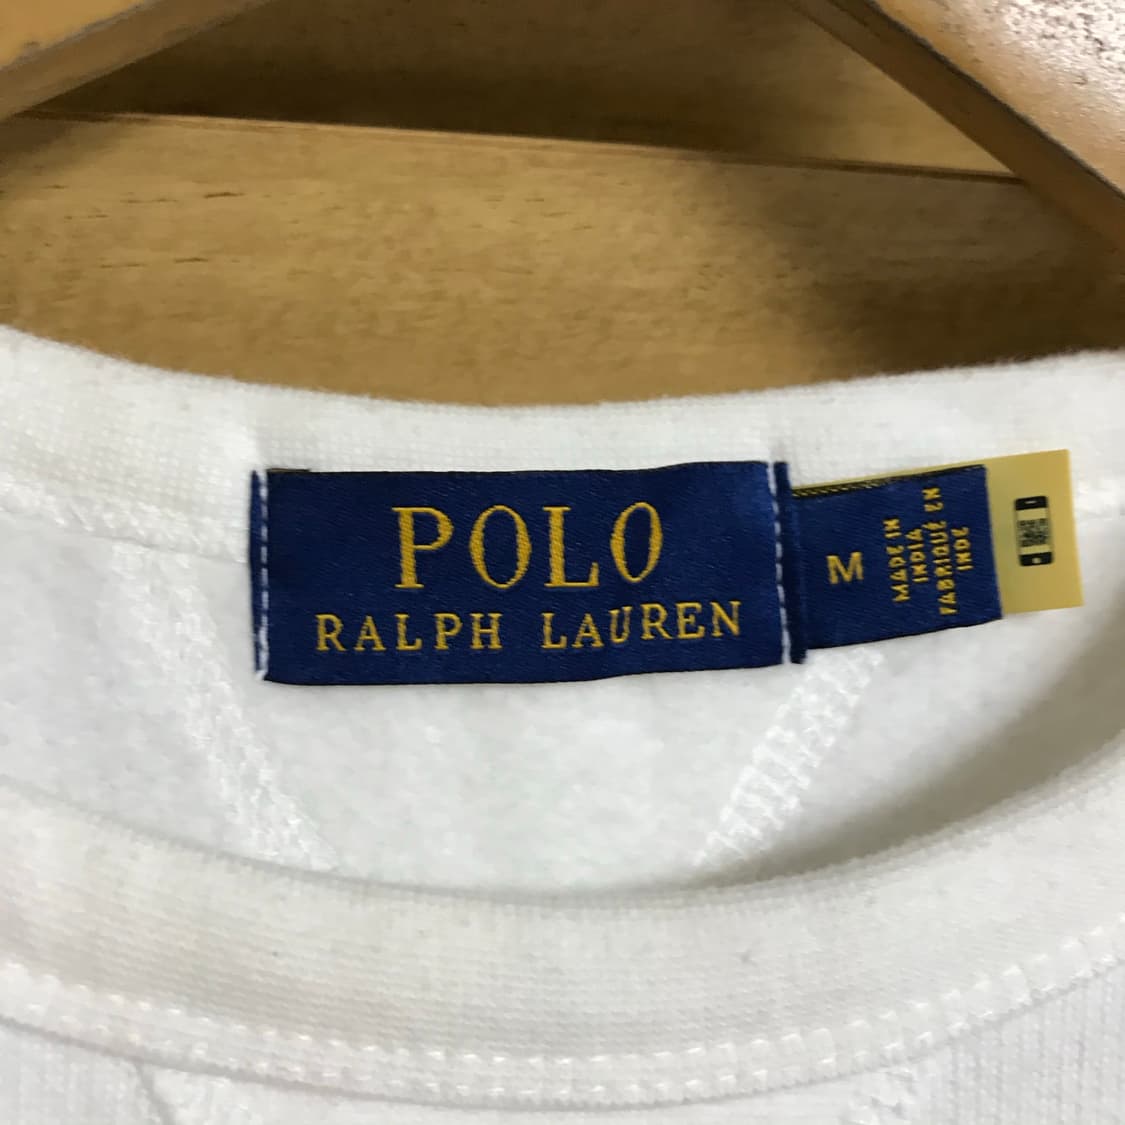 POLO
RALPH LAUREN
M
MADE IN
INDIA
FABRIQUÉ EN
INDE